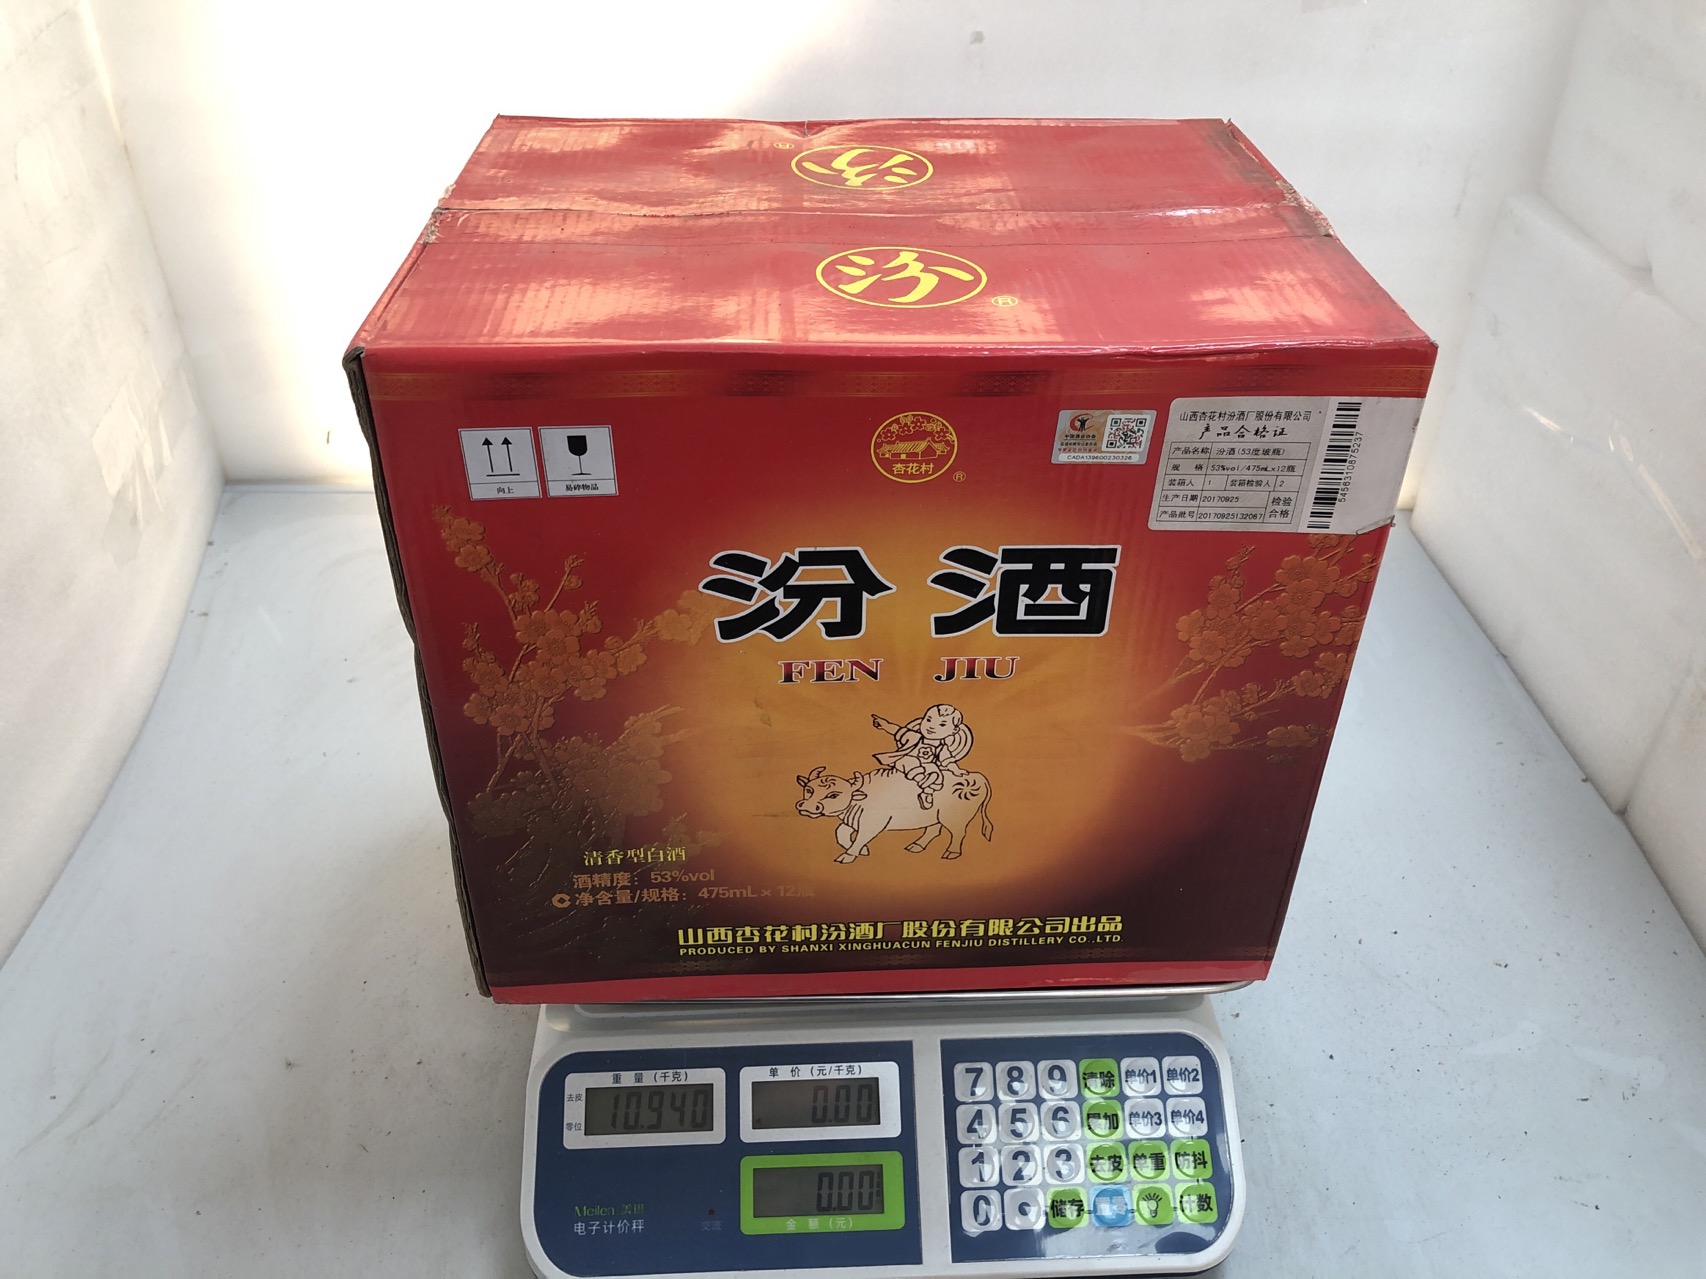 汾
®
汾
®
向上
易碎物品
杏花村
®
CADA139600230326
山西杏花村汾酒厂股份有限公司
产品合格证
产品名称 汾酒(53度玻瓶)
规 格 53%vol/475mLx12瓶
装箱人 1 装箱检验人 2
生产日期 20170925 检验
产品批号 20170925132067 合格
汾酒
FEN JIU
清香型白酒
酒精度：53%vol
净含量/规格：475mL x 12瓶
山西杏花村汾酒厂股份有限公司出品
PRODUCED BY SHANXI XINGHUACUN FENJIU DISTILLERY CO.,LTD.
重量(千克) 单价(元/千克)
去皮
零位
10.940 0.00
0.00
金额(元)
Meilen
电子计价秤
7 8 9 清除 单价1 单价2
4 5 6 累加 单价3 单价4
1 2 3 去皮 单重 防抖
0 . 储存 计数